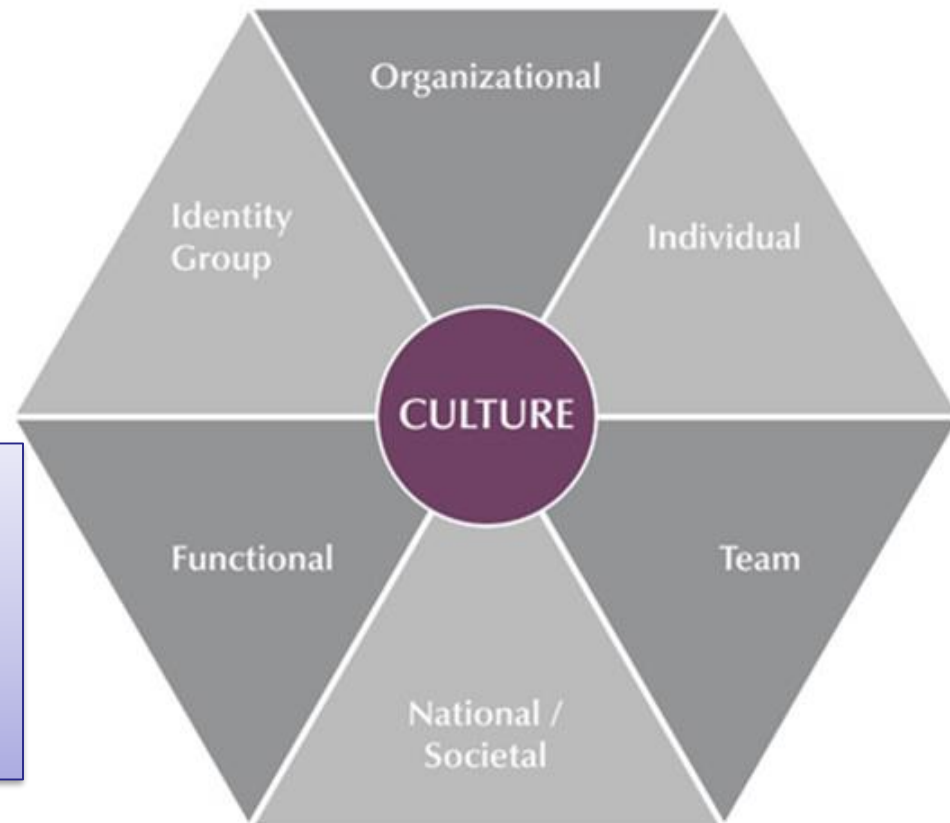 Organizational
Identity
Group
Individual
CULTURE
Functional
Team
National /
Societal